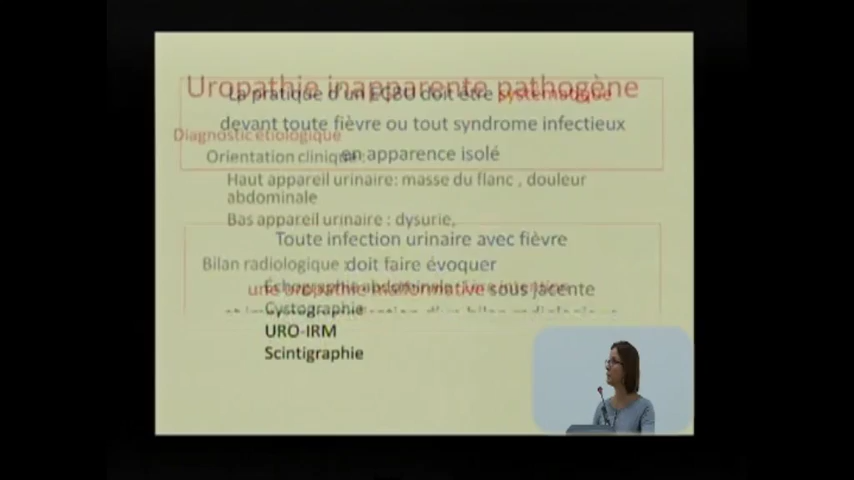 Uropathie inapparente pathogène
La pratique d'un ECBU doit être systématique
devant toute fièvre ou tout syndrome infectieux
Diagnostic étiologique
Orientation clinique :
en apparence isolé
Haut appareil urinaire: masse du flanc , douleur
abdominale
Bas appareil urinaire : dysurie,
Toute infection urinaire avec fièvre
Bilan radiologique :
doit faire évoquer
Échographie abdominale
une uropathie malformative sous jacente
Cystographie
URO-IRM
Scintigraphie